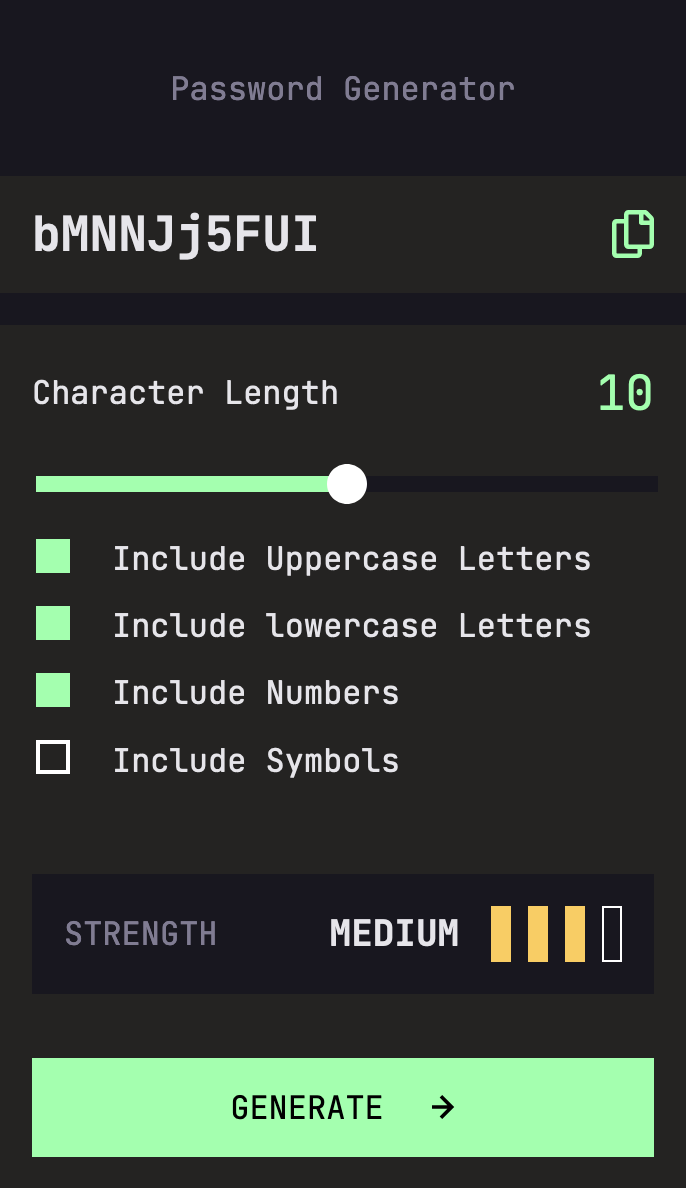 Password Generator
bMNNJj5FUI
Character Length 10
Include Uppercase Letters
Include lowercase Letters
Include Numbers
Include Symbols
STRENGTH MEDIUM
GENERATE →